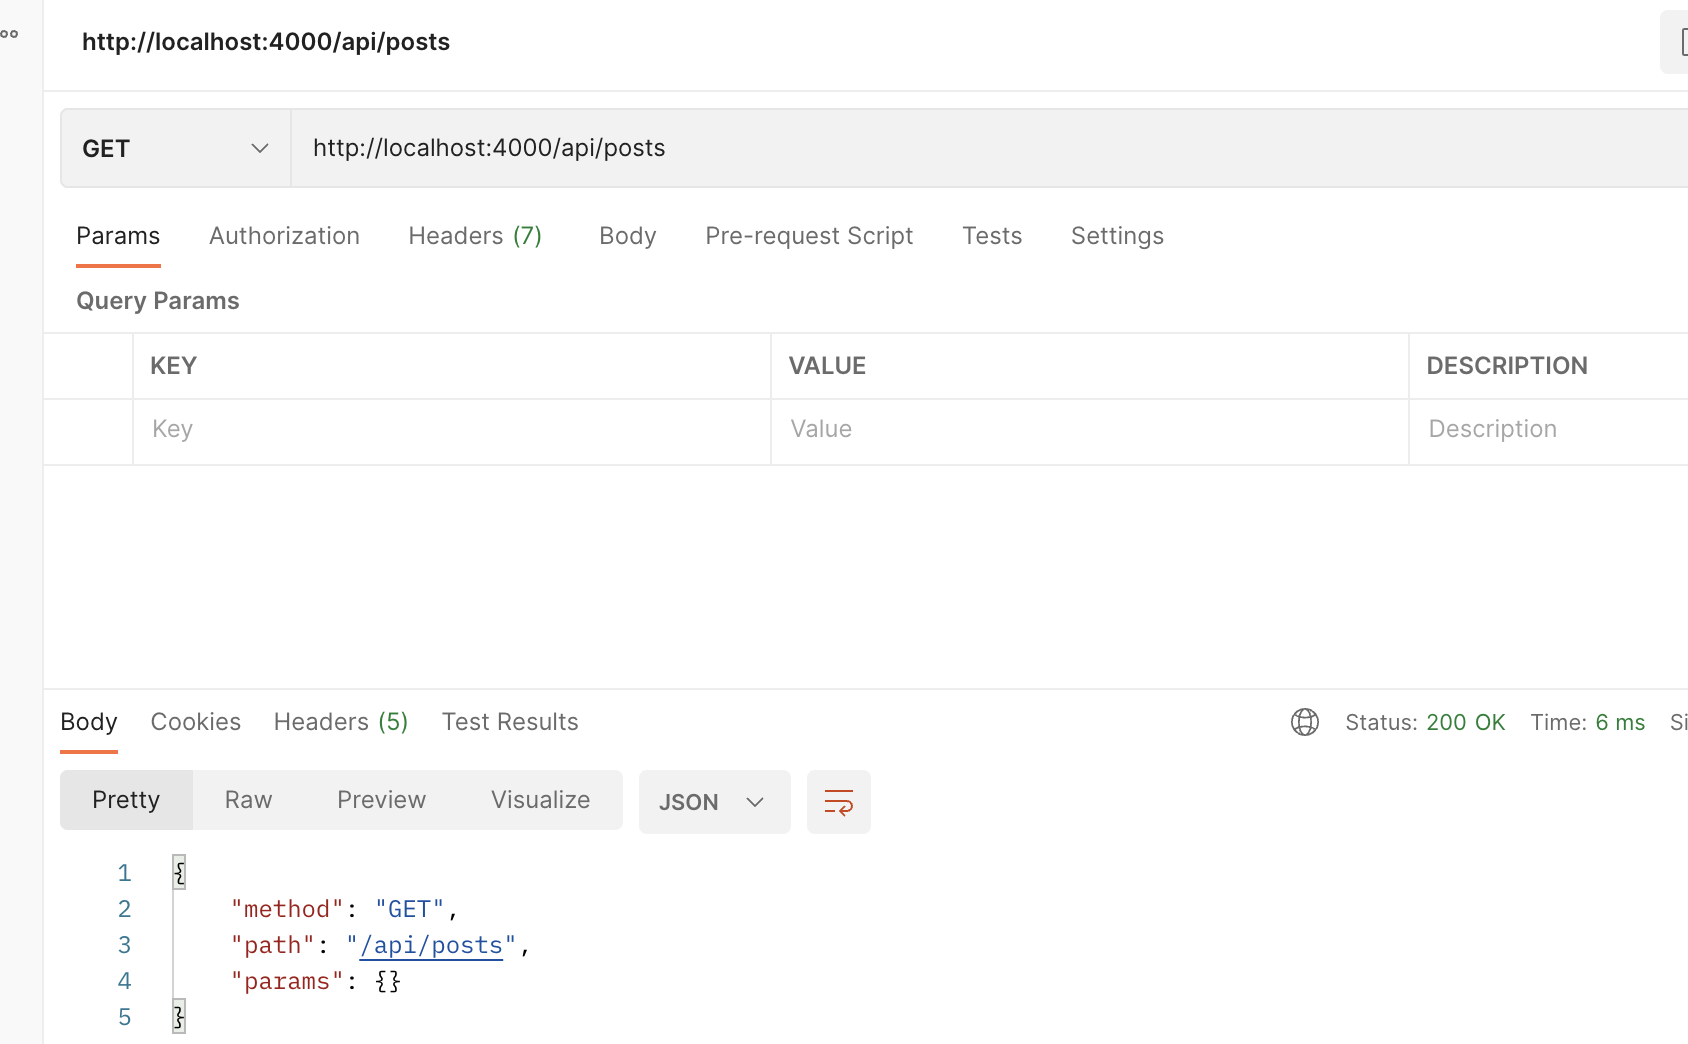 http://localhost:4000/api/posts
GET http://localhost:4000/api/posts
Params Authorization Headers (7) Body Pre-request Script Tests Settings
Query Params
KEY VALUE DESCRIPTION
Key Value Description
Body Cookies Headers (5) Test Results Status: 200 OK Time: 6 ms
Pretty Raw Preview Visualize JSON
1 {
2 "method": "GET",
3 "path": "/api/posts",
4 "params": {}
5 }